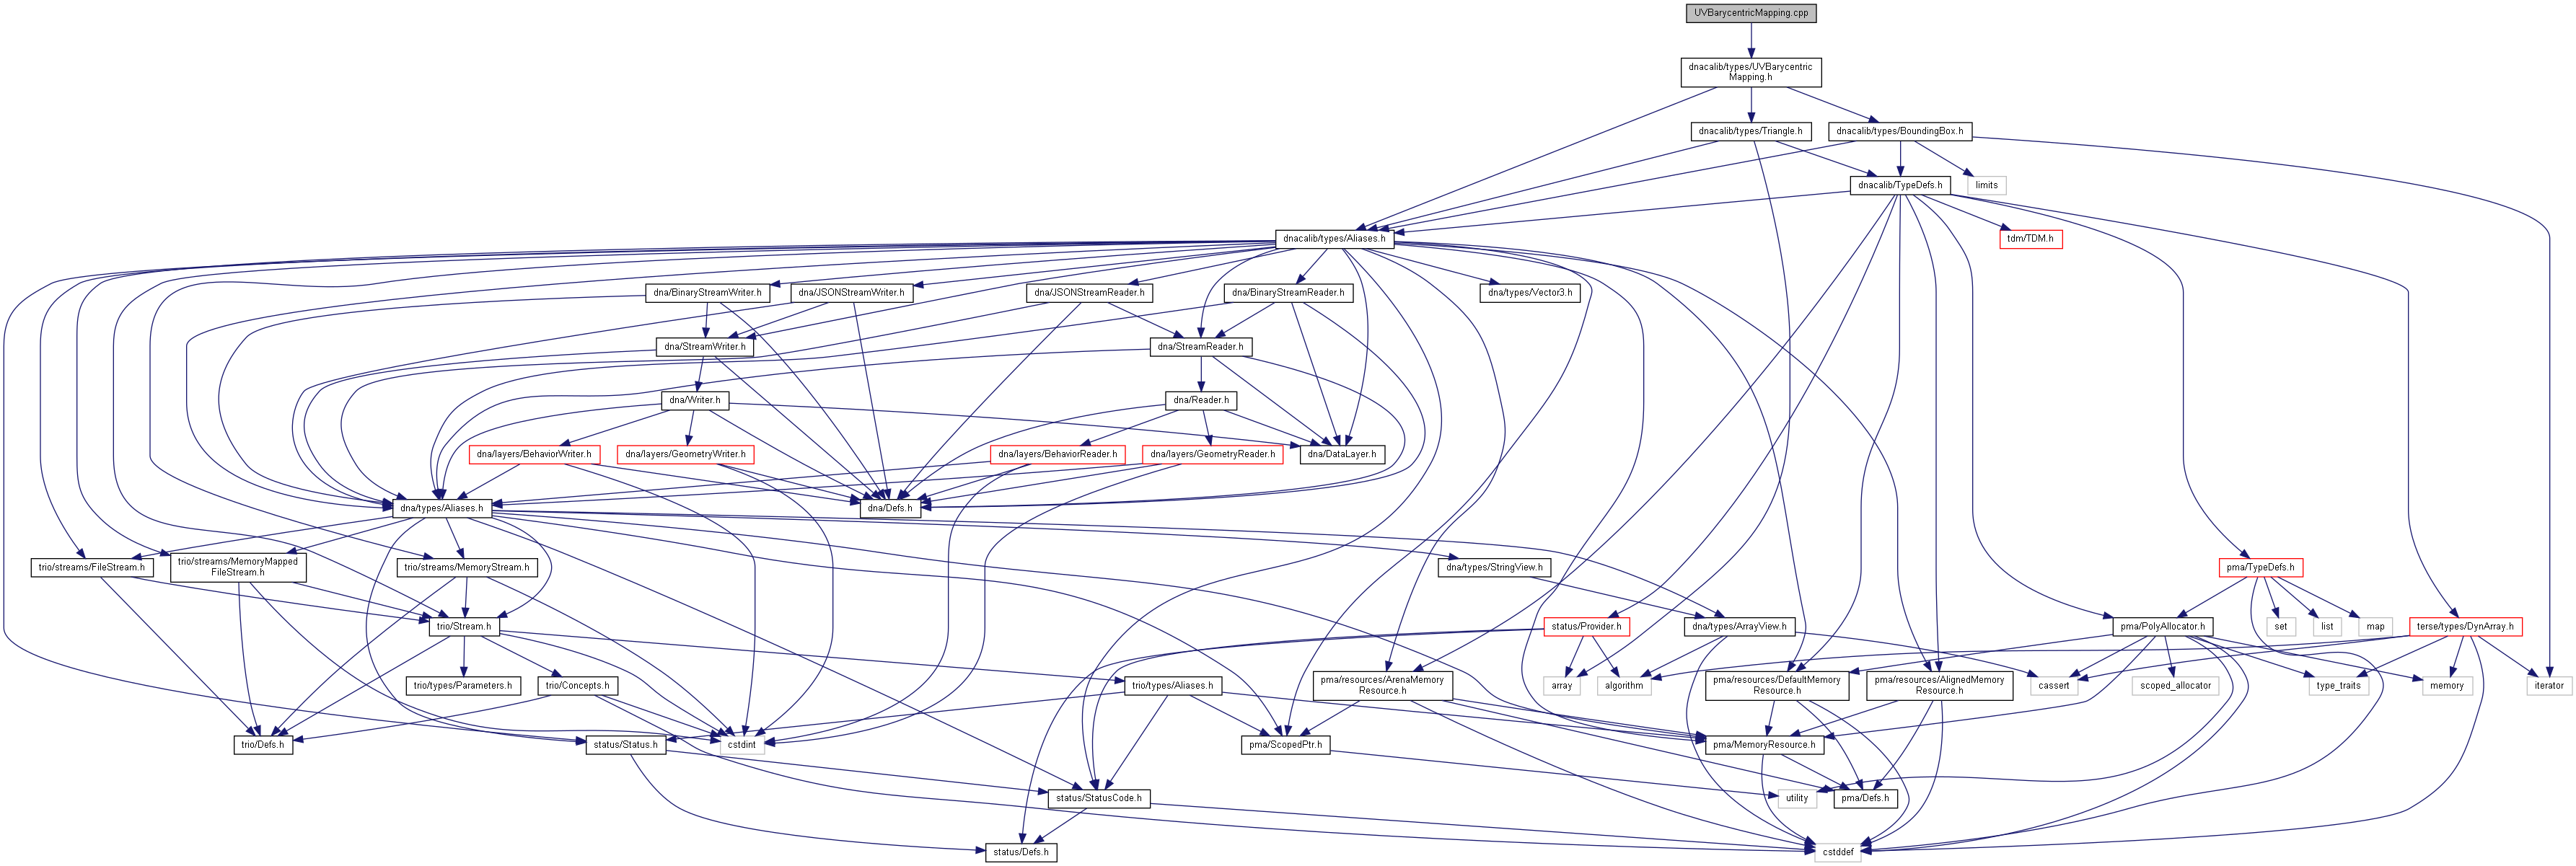 UVBarycentricMapping.cpp
dnacalib/types/UVBarycentric
Mapping.h
dnacalib/types/Triangle.h
dnacalib/types/BoundingBox.h
dnacalib/TypeDefs.h
limits
dnacalib/types/Aliases.h
tdm/TDM.h
dna/BinaryStreamWriter.h
dna/JSONStreamWriter.h
dna/JSONStreamReader.h
dna/BinaryStreamReader.h
dna/types/Vector3.h
dna/StreamWriter.h
dna/StreamReader.h
dna/Writer.h
dna/Reader.h
dna/layers/BehaviorWriter.h
dna/layers/GeometryWriter.h
dna/layers/BehaviorReader.h
dna/layers/GeometryReader.h
dna/DataLayer.h
dna/types/Aliases.h
dna/Defs.h
trio/streams/FileStream.h
trio/streams/MemoryMapped
FileStream.h
trio/streams/MemoryStream.h
dna/types/StringView.h
pma/TypeDefs.h
trio/Stream.h
status/Provider.h
dna/types/ArrayView.h
pma/PolyAllocator.h
set
list
map
terse/types/DynArray.h
trio/types/Parameters.h
trio/Concepts.h
trio/types/Aliases.h
pma/resources/ArenaMemory
Resource.h
array
algorithm
pma/resources/DefaultMemory
Resource.h
pma/resources/AlignedMemory
Resource.h
cassert
scoped_allocator
type_traits
memory
iterator
trio/Defs.h
status/Status.h
cstdint
pma/ScopedPtr.h
pma/MemoryResource.h
status/StatusCode.h
utility
pma/Defs.h
status/Defs.h
cstddef